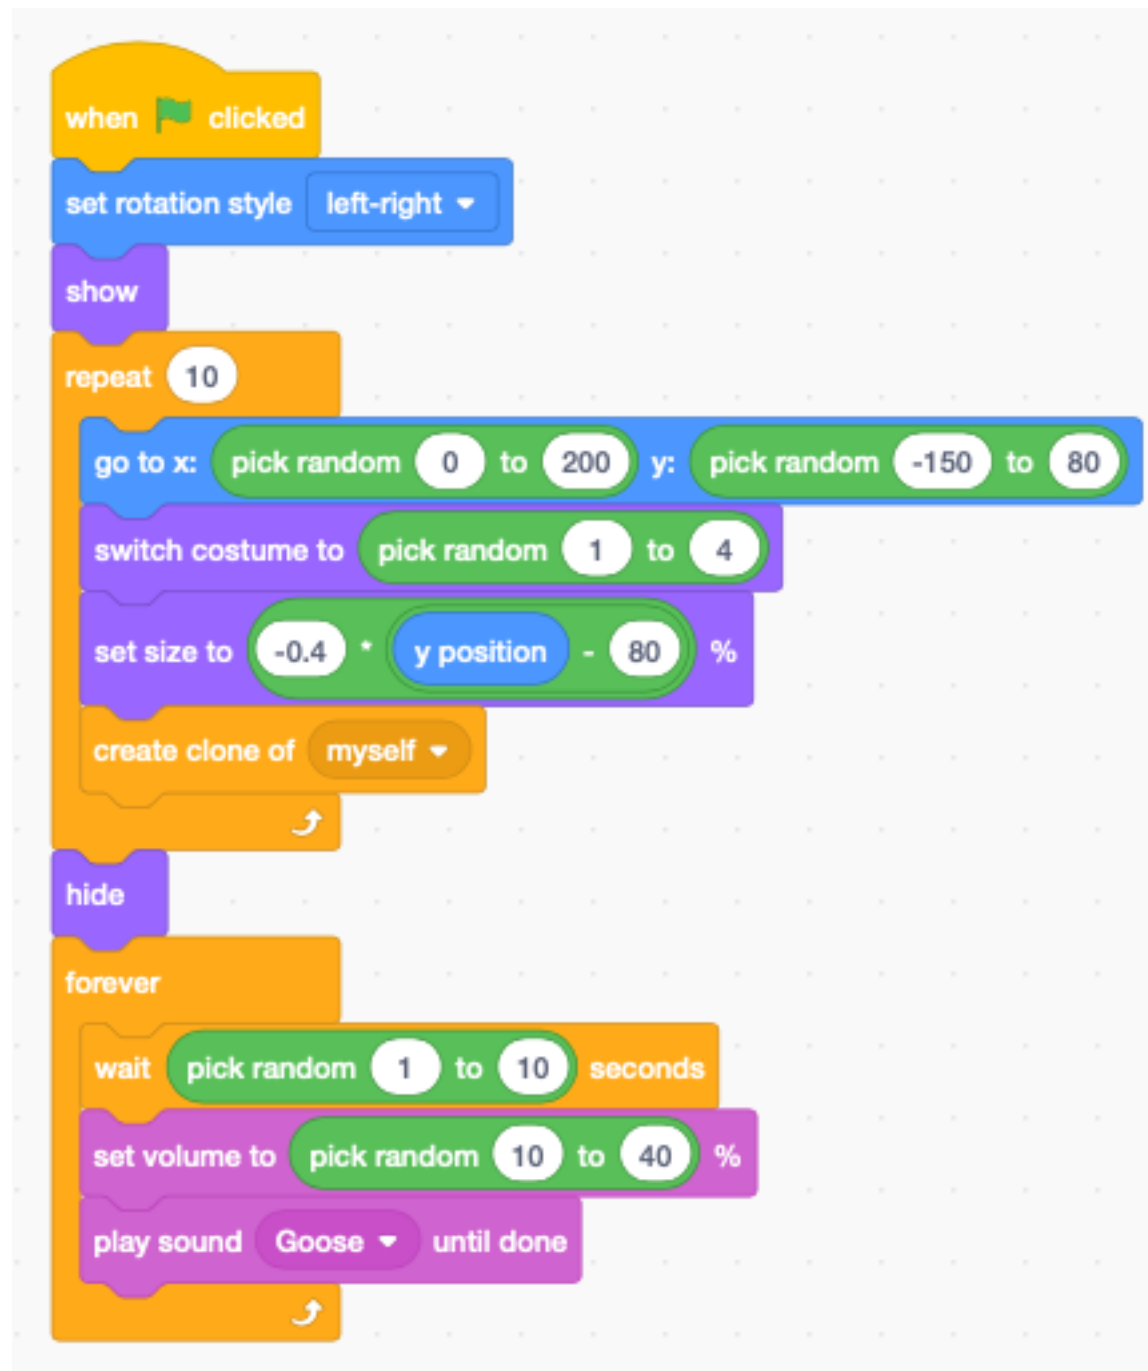 when clicked
set rotation style left-right
show
repeat 10
go to x: pick random 0 to 200 y: pick random -150 to 80
switch costume to pick random 1 to 4
set size to -0.4 * y position - 80 %
create clone of myself
hide
forever
wait pick random 1 to 10 seconds
set volume to pick random 10 to 40 %
play sound Goose until done